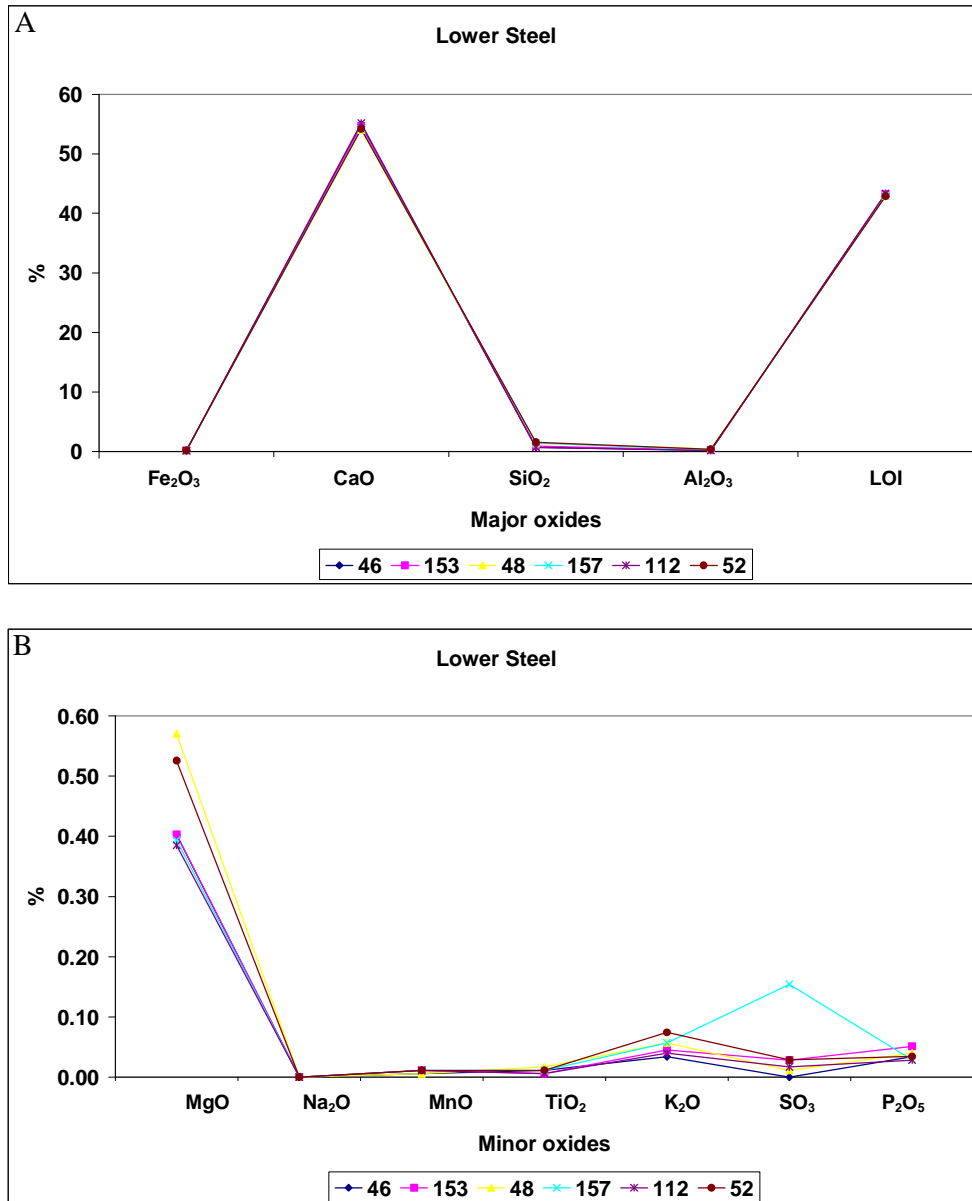 A
Lower Steel
60
50
40
30
20
10
0
%
Fe₂O₃ CaO SiO₂ Al₂O₃ LOI
Major oxides
46 153 48 157 112 52
B
Lower Steel
0.60
0.50
0.40
0.30
0.20
0.10
0.00
%
MgO Na₂O MnO TiO₂ K₂O SO₃ P₂O₅
Minor oxides
46 153 48 157 112 52